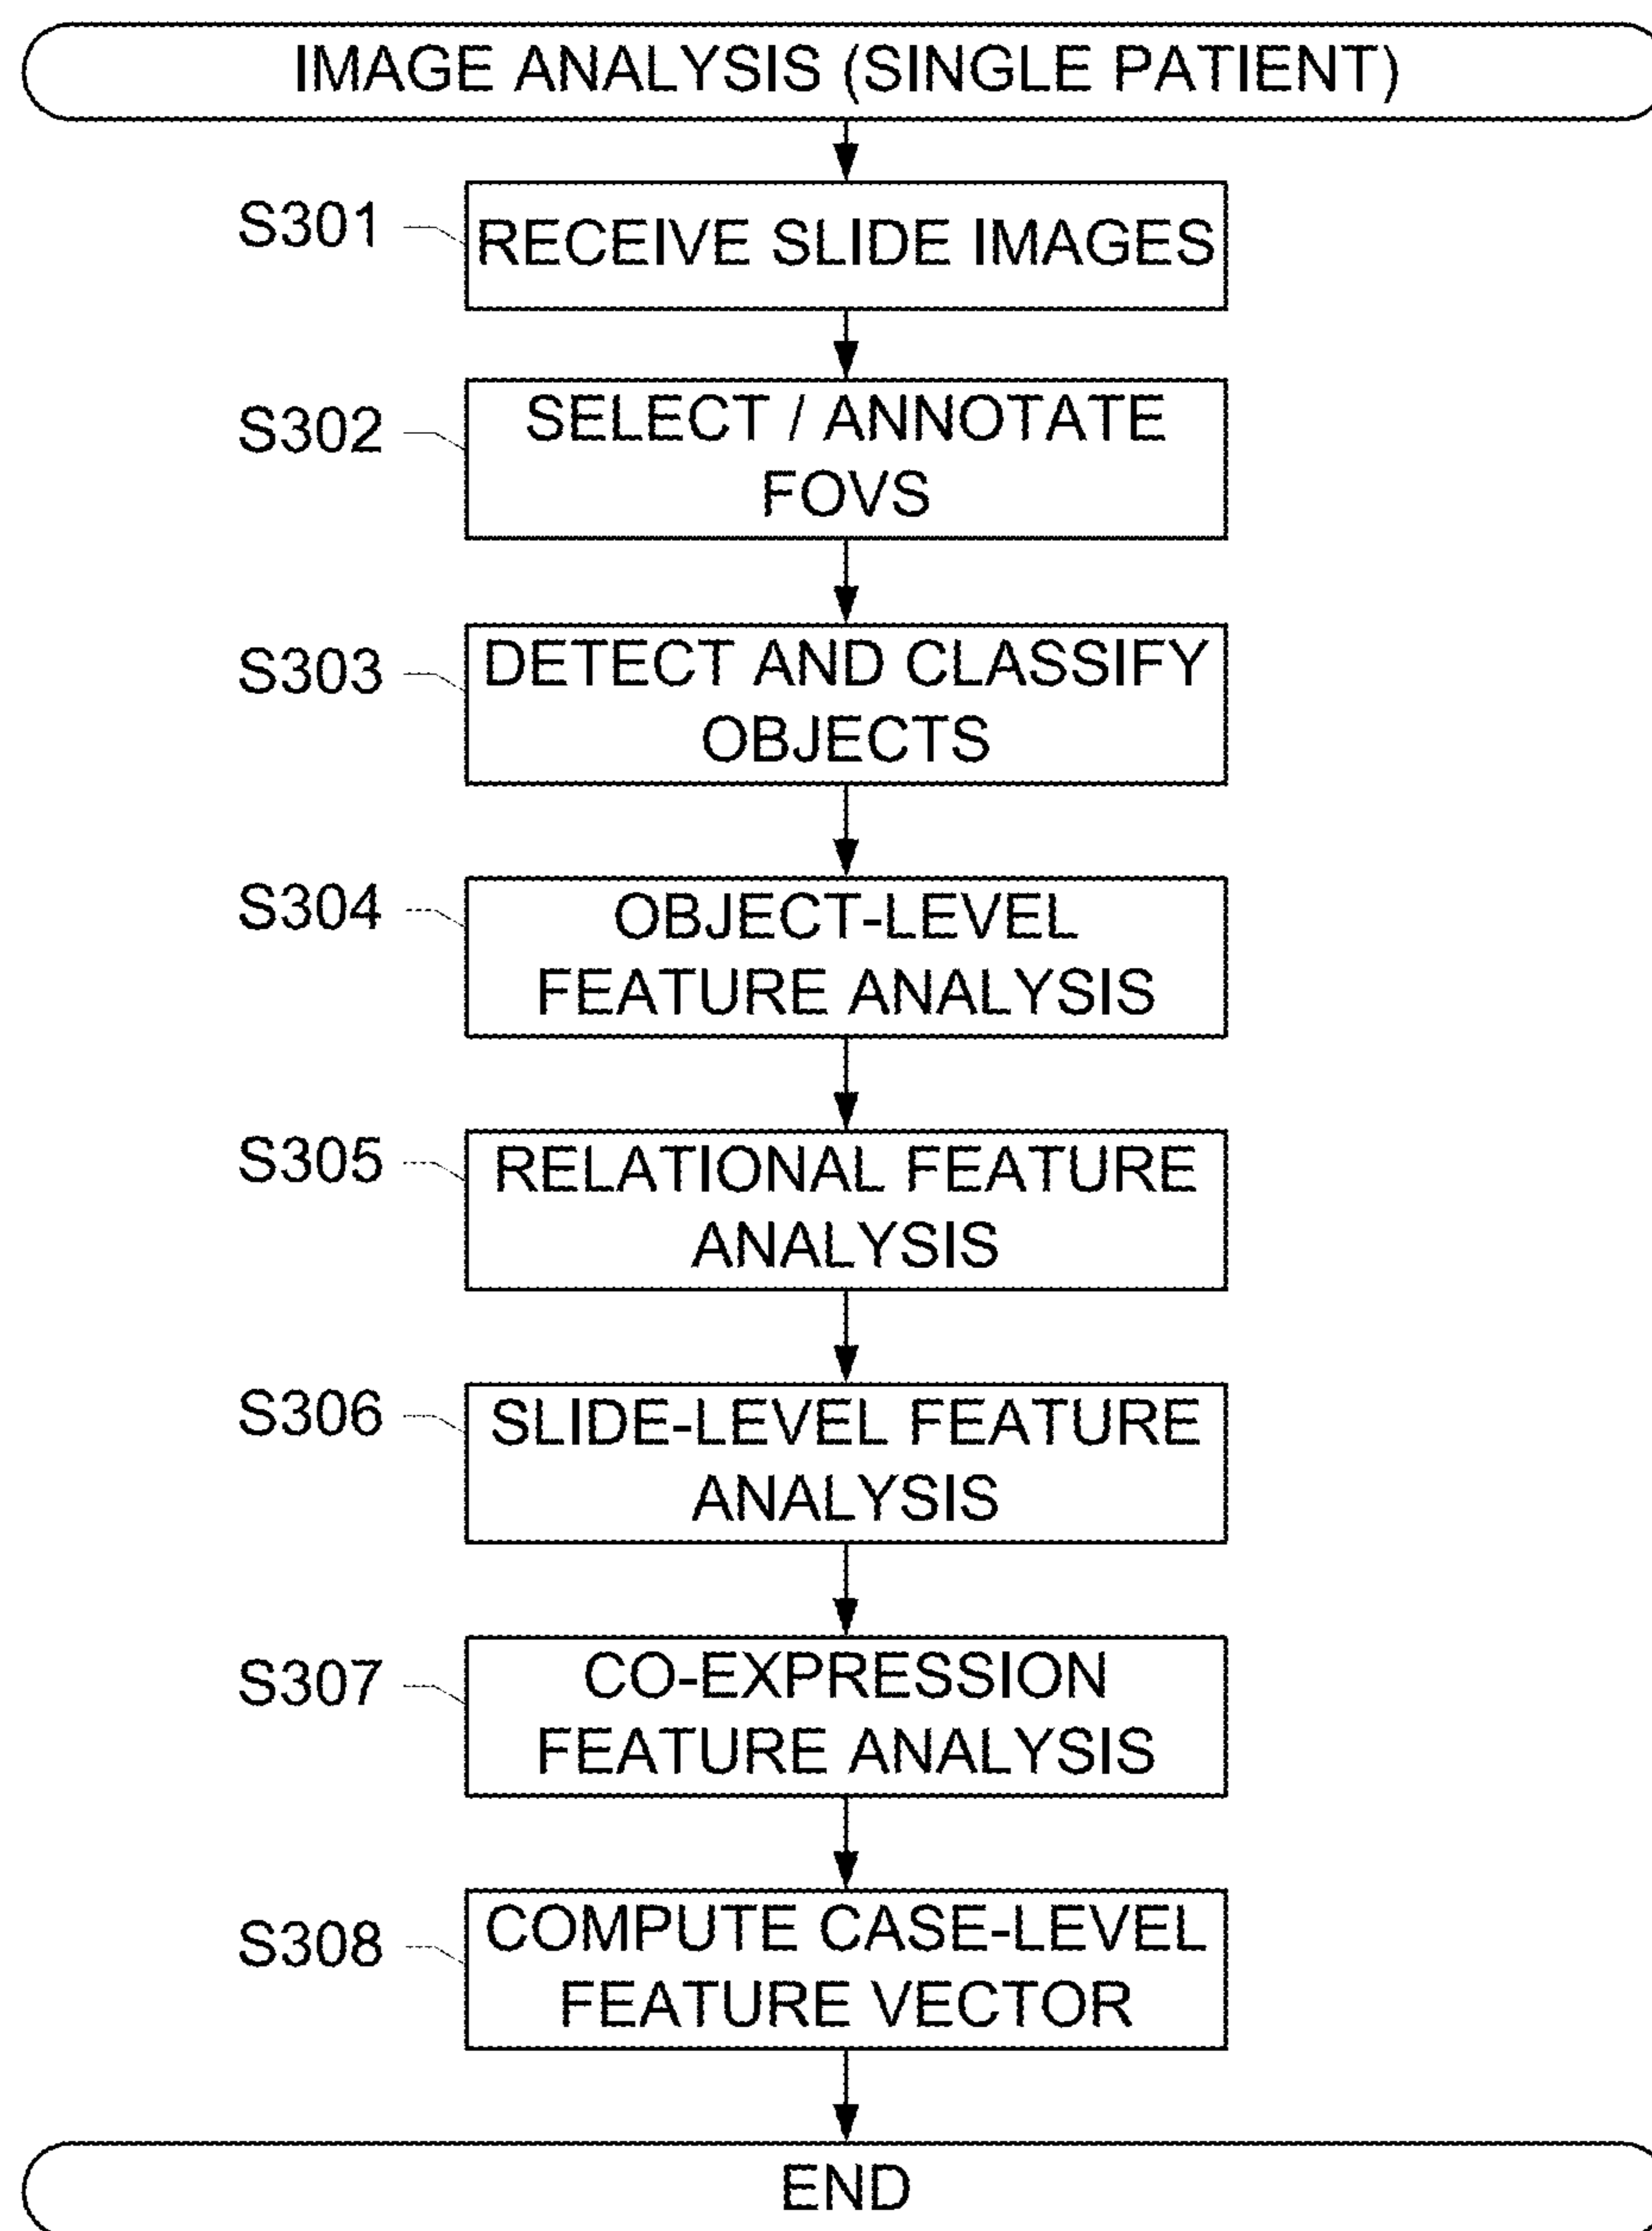 IMAGE ANALYSIS (SINGLE PATIENT)
S301
RECEIVE SLIDE IMAGES
S302
SELECT / ANNOTATE
FOVS
S303
DETECT AND CLASSIFY
OBJECTS
S304
OBJECT-LEVEL
FEATURE ANALYSIS
S305
RELATIONAL FEATURE
ANALYSIS
S306
SLIDE-LEVEL FEATURE
ANALYSIS
S307
CO-EXPRESSION
FEATURE ANALYSIS
S308
COMPUTE CASE-LEVEL
FEATURE VECTOR
END